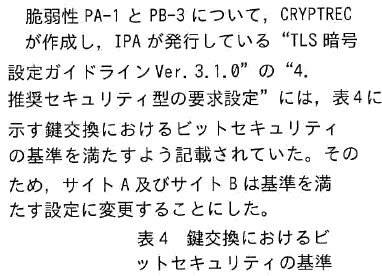 脆弱性 PA-1 と PB-3 について，CRYPTREC
が作成し，IPA が発行している“TLS 暗号
設定ガイドライン Ver. 3.1.0”の“4.
推奨セキュリティ型の要求設定”には，表4に
示す鍵交換におけるビットセキュリティ
の基準を満たすよう記載されていた。その
ため，サイトA及びサイトBは基準を満
たす設定に変更することにした。
表4　鍵交換におけるビ
ットセキュリティの基準